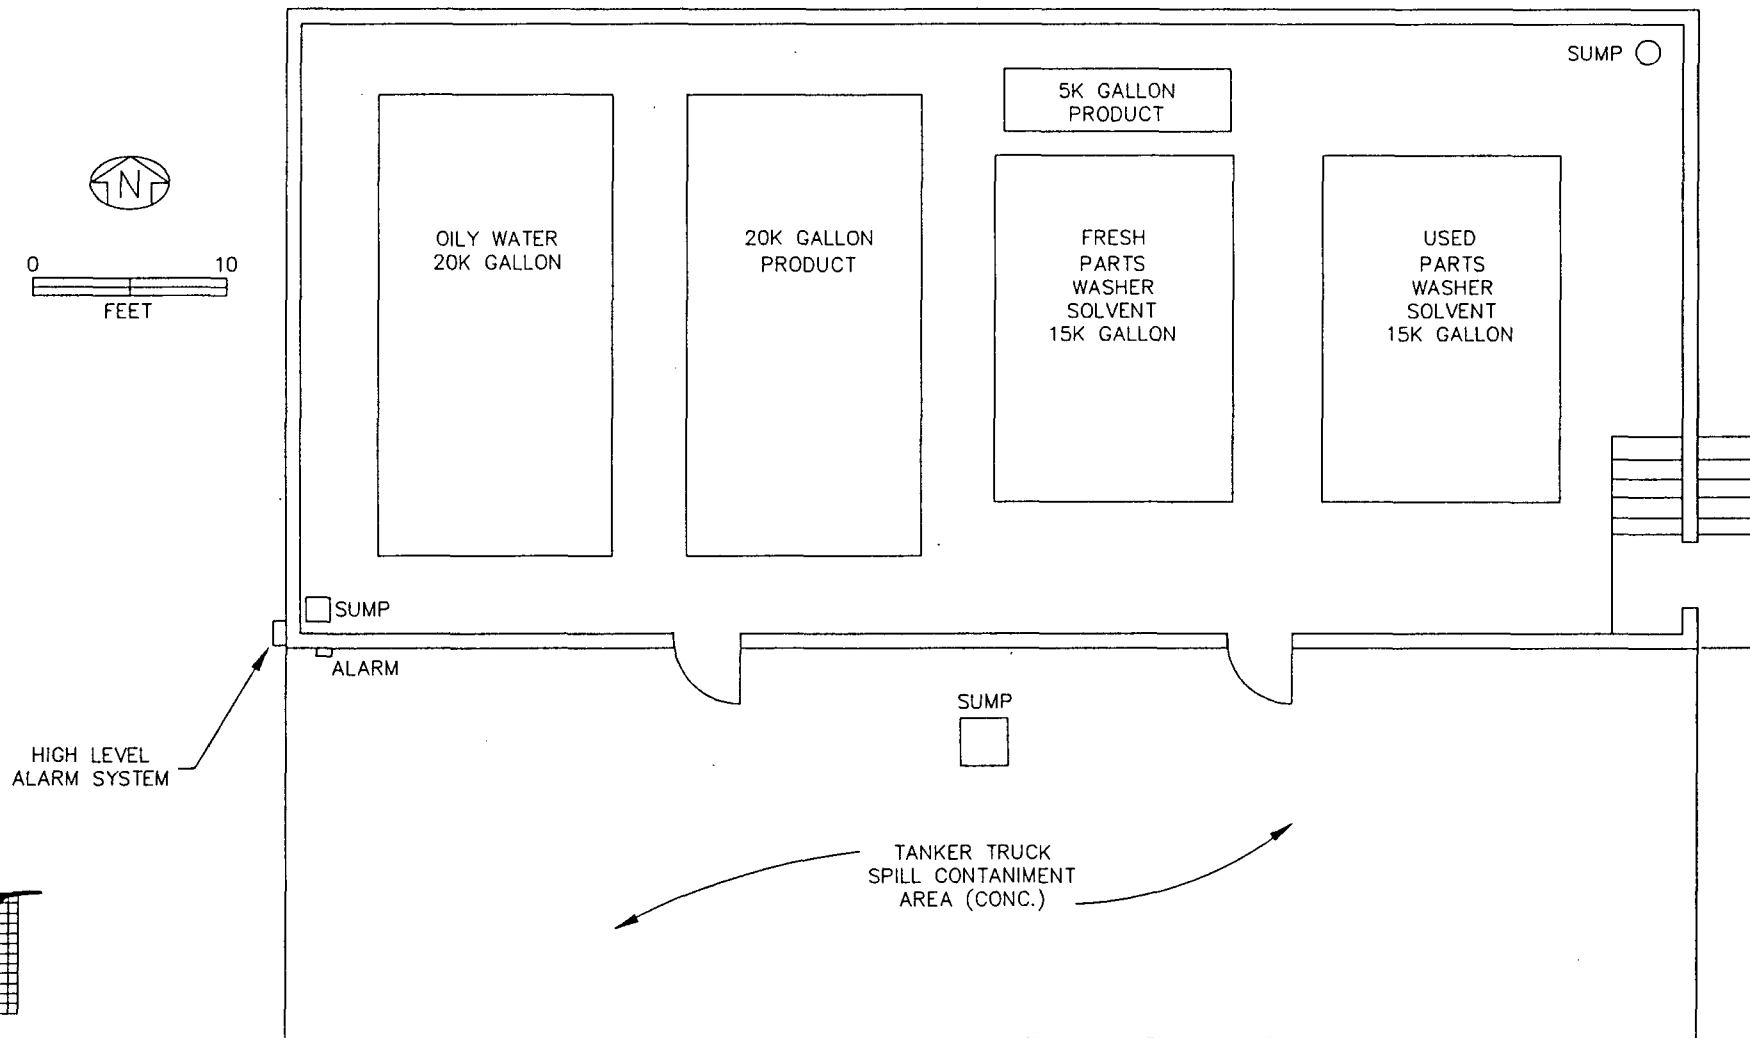 SUMP
5K GALLON
PRODUCT
N
OILY WATER
20K GALLON
20K GALLON
PRODUCT
FRESH
PARTS
WASHER
SOLVENT
15K GALLON
USED
PARTS
WASHER
SOLVENT
15K GALLON
0 10
FEET
SUMP
ALARM
SUMP
HIGH LEVEL
ALARM SYSTEM
TANKER TRUCK
SPILL CONTANIMENT
AREA (CONC.)